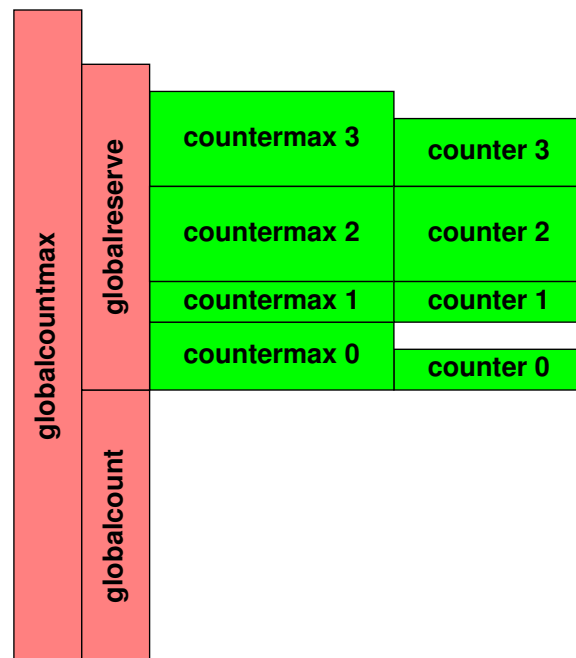 globalcountmax
globalreserve
globalcount
countermax 3
counter 3
countermax 2
counter 2
countermax 1
counter 1
countermax 0
counter 0